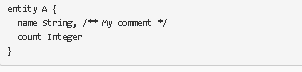 entity A {
  name String, /** My comment */
  count Integer
}